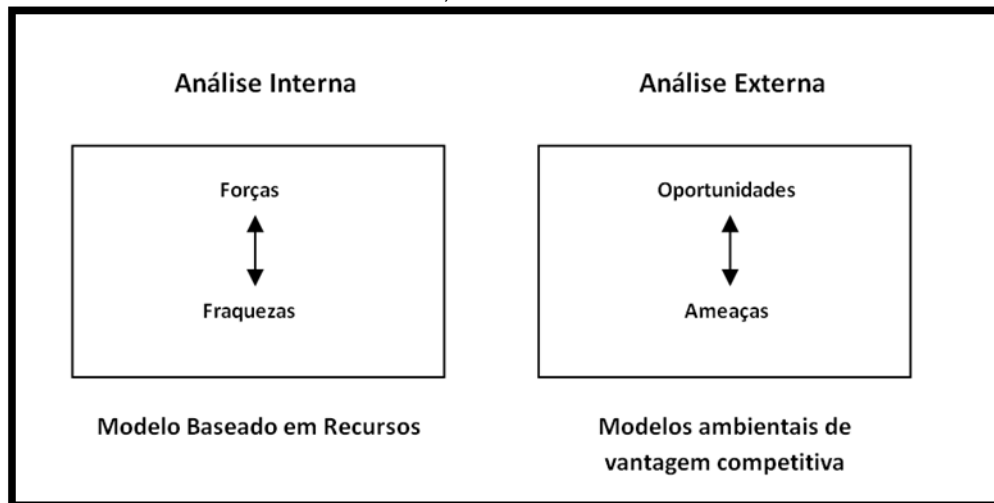 Análise Interna
Forças
Fraquezas
Modelo Baseado em Recursos
Análise Externa
Oportunidades
Ameaças
Modelos ambientais de
vantagem competitiva